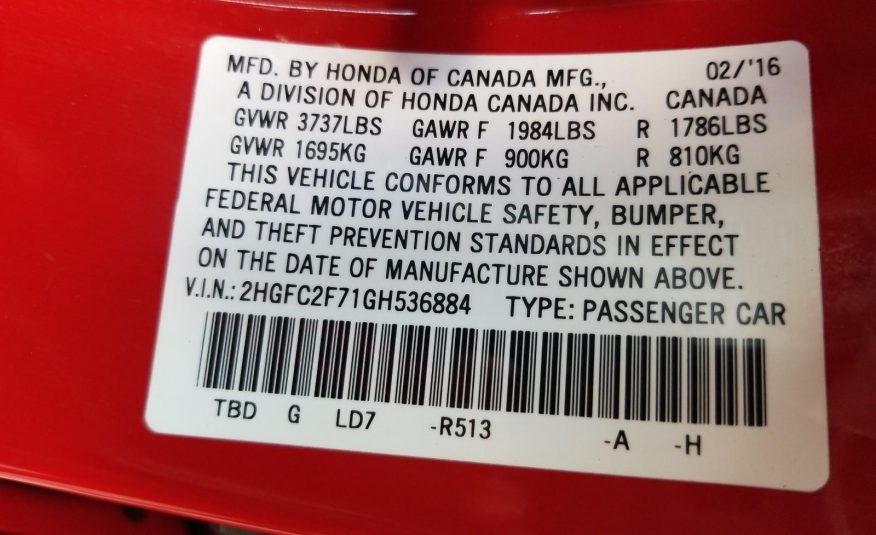 MFD. BY HONDA OF CANADA MFG., 02/'16
A DIVISION OF HONDA CANADA INC. CANADA
GVWR 3737LBS GAWR F 1984LBS R 1786LBS
GVWR 1695KG GAWR F 900KG R 810KG
THIS VEHICLE CONFORMS TO ALL APPLICABLE
FEDERAL MOTOR VEHICLE SAFETY, BUMPER,
AND THEFT PREVENTION STANDARDS IN EFFECT
ON THE DATE OF MANUFACTURE SHOWN ABOVE.
V.I.N.: 2HGFC2F71GH536884 TYPE: PASSENGER CAR
TBD G LD7 -R513 -A -H